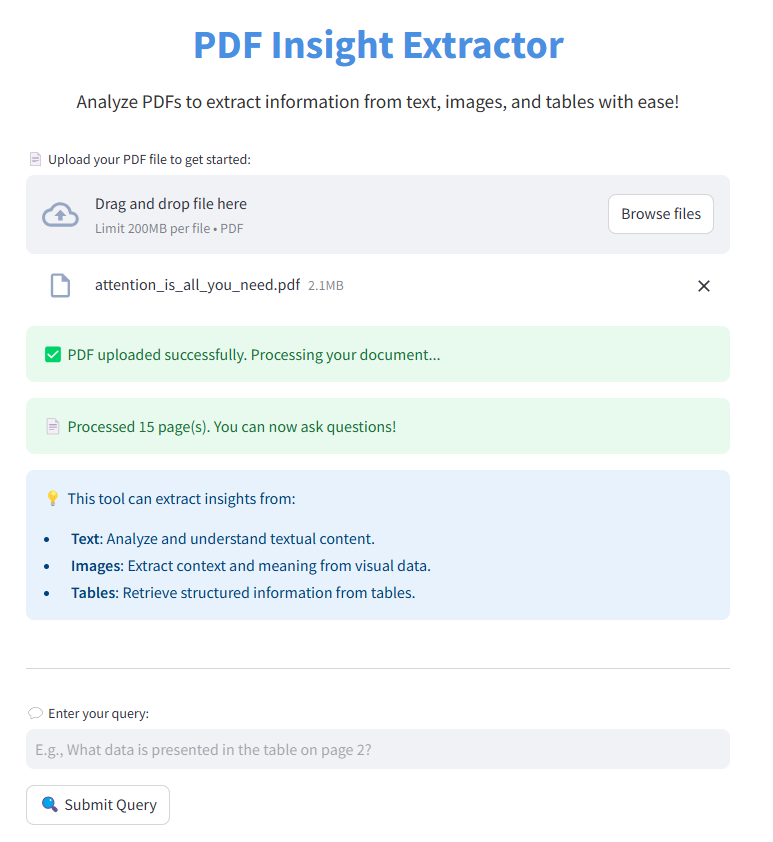 PDF Insight Extractor
Analyze PDFs to extract information from text, images, and tables with ease!
Upload your PDF file to get started:
Drag and drop file here
Limit 200MB per file • PDF
Browse files
attention_is_all_you_need.pdf 2.1MB
PDF uploaded successfully. Processing your document...
Processed 15 page(s). You can now ask questions!
This tool can extract insights from:
• Text: Analyze and understand textual content.
• Images: Extract context and meaning from visual data.
• Tables: Retrieve structured information from tables.
Enter your query:
E.g., What data is presented in the table on page 2?
Submit Query